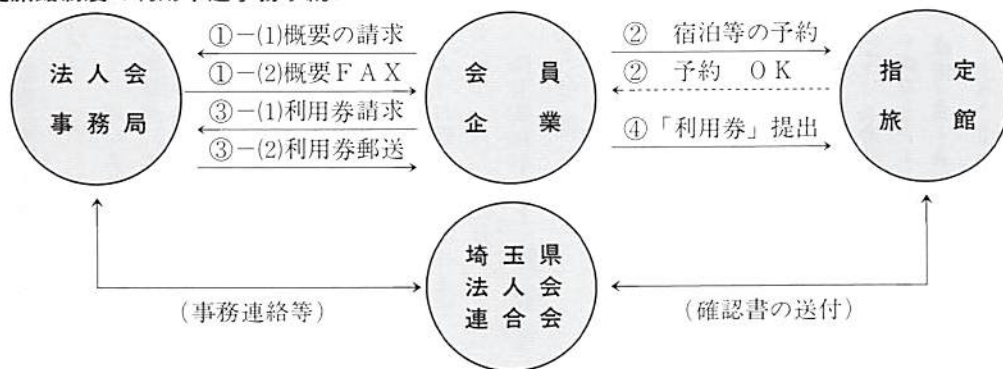 ①-(1)概要の請求
①-(2)概要FAX
③-(1)利用券請求
③-(2)利用券郵送
② 宿泊等の予約
② 予約 OK
④「利用券」提出
法人会
事務局
会員
企業
指定
旅館
埼玉県
法人会
連合会
(事務連絡等)
(確認書の送付)